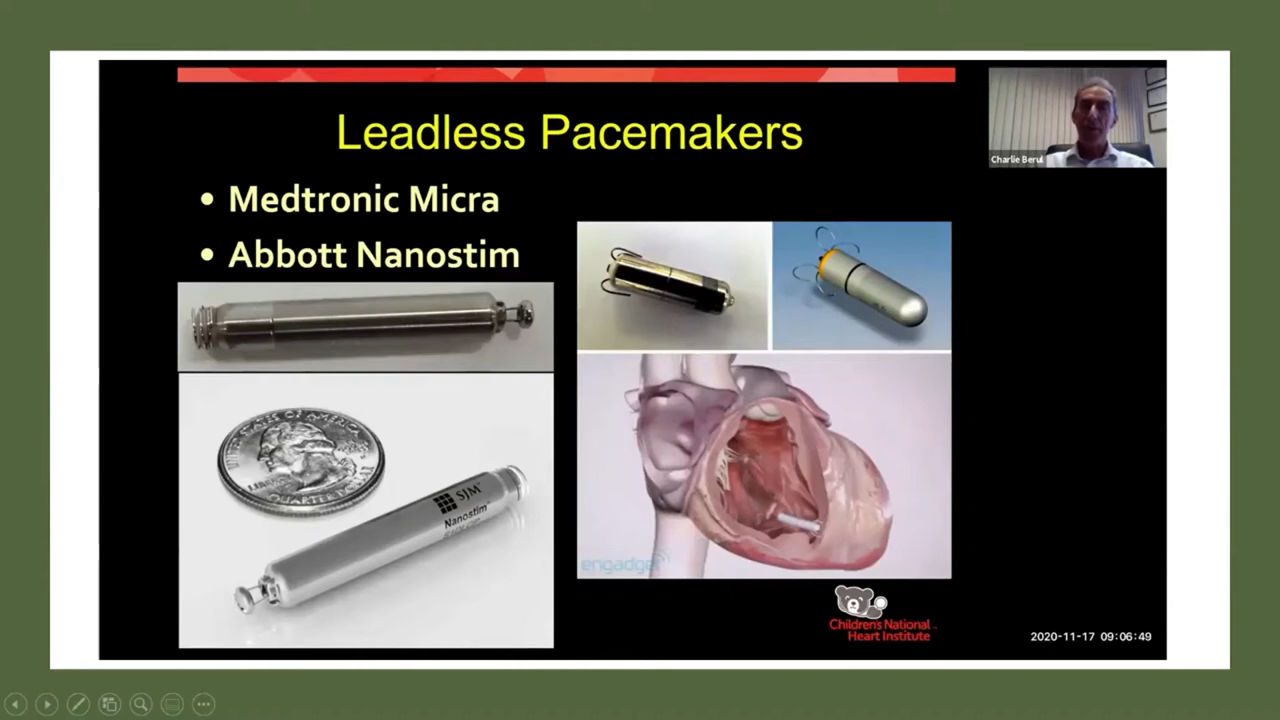 Leadless Pacemakers
• Medtronic Micra
• Abbott Nanostim
Charlie Berul
UNITED STATES OF AMERICA
QUARTER DOLLAR
SJM
Nanostim
engadget
Children's National
Heart Institute
2020-11-17 09:06:49